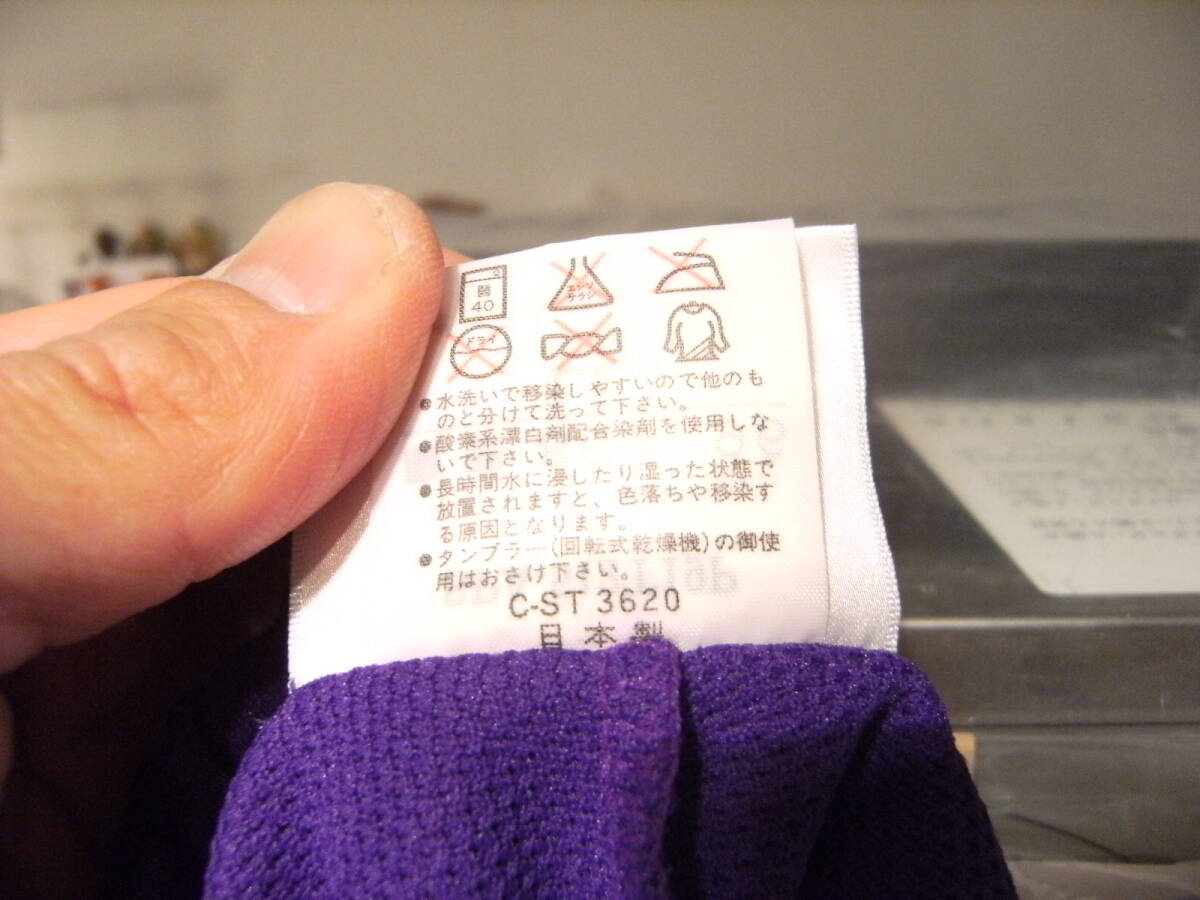 40
ドライ
●水洗いで移染しやすいので他のも
のと分けて洗って下さい。
●酸素系漂白剤配合染剤を使用しな
いで下さい。
●長時間水に浸したり湿った状態で
放置されますと、色落ちや移染す
る原因となります。
●タンブラー(回転式乾燥機)の御使
用はおさけ下さい。
C-ST 3620
日本製